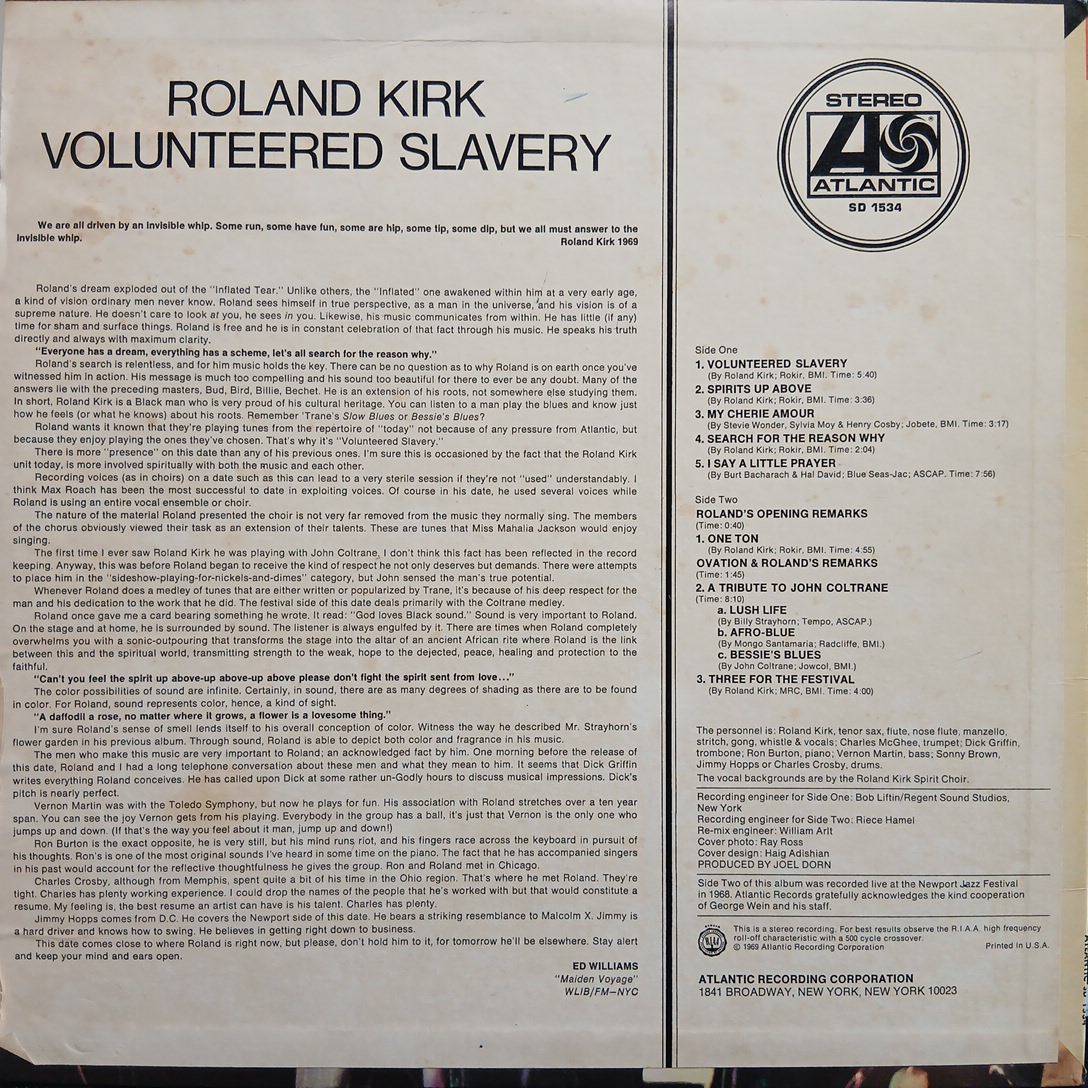 ROLAND KIRK
VOLUNTEERED SLAVERY
We are all driven by an invisible whip. Some run, some have fun, some are hip, some tip, some dip, but we all must answer to the
invisible whip. Roland Kirk 1969
Roland's dream exploded out of the "Inflated Tear." Unlike others, the "Inflated" one awakened within him at a very early age,
a kind of vision ordinary men never know. Roland sees himself in true perspective, as a man in the universe, and his vision is of a
supreme nature. He doesn't care to look at you, he sees in you. Likewise, his music communicates from within. He has little (if any)
time for sham and surface things. Roland is free and he is in constant celebration of that fact through his music. He speaks his truth
directly and always with maximum clarity.
"Everyone has a dream, everything has a scheme, let's all search for the reason why."
Roland's search is relentless, and for him music holds the key. There can be no question as to why Roland is on earth once you've
witnessed him in action. His message is much too compelling and his sound too beautiful for there to ever be any doubt. Many of the
answers lie with the preceding masters, Bud, Bird, Billie, Bechet. He is an extension of his roots, not somewhere else studying them.
In short, Roland Kirk is a Black man who is very proud of his cultural heritage. You can listen to a man play the blues and know just
how he feels (or what he knows) about his roots. Remember 'Trane's Slow Blues or Bessie's Blues?
Roland wants it known that they're playing tunes from the repertoire of "today" not because of any pressure from Atlantic, but
because they enjoy playing the ones they've chosen. That's why it's "Volunteered Slavery."
There is more "presence" on this date than any of his previous ones. I'm sure this is occasioned by the fact that the Roland Kirk
unit today, is more involved spiritually with both the music and each other.
Recording voices (as in choirs) on a date such as this can lead to a very sterile session if they're not "used" understandably. I
think Max Roach has been the most successful to date in exploiting voices. Of course in his date, he used several voices while
Roland is using an entire vocal ensemble or choir.
The nature of the material Roland presented the choir is not very far removed from the music they normally sing. The members
of the chorus obviously viewed their task as an extension of their talents. These are tunes that Miss Mahalia Jackson would enjoy
singing.
The first time I ever saw Roland Kirk he was playing with John Coltrane, I don't think this fact has been reflected in the record
keeping. Anyway, this was before Roland began to receive the kind of respect he not only deserves but demands. There were attempts
to place him in the "sideshow-playing-for-nickels-and-dimes" category, but John sensed the man's true potential.
Whenever Roland does a medley of tunes that are either written or popularized by Trane, it's because of his deep respect for the
man and his dedication to the work that he did. The festival side of this date deals primarily with the Coltrane medley.
Roland once gave me a card bearing something he wrote. It read: "God loves Black sound." Sound is very important to Roland.
On the stage and at home, he is surrounded by sound. The listener is always engulfed by it. There are times when Roland completely
overwhelms you with a sonic-outpouring that transforms the stage into the altar of an ancient African rite where Roland is the link
between this and the spiritual world, transmitting strength to the weak, hope to the dejected, peace, healing and protection to the
faithful.
"Can't you feel the spirit up above-up above-up above please don't fight the spirit sent from love..."
The color possibilities of sound are infinite. Certainly, in sound, there are as many degrees of shading as there are to be found
in color. For Roland, sound represents color, hence, a kind of sight.
"A daffodil a rose, no matter where it grows, a flower is a lovesome thing."
I'm sure Roland's sense of smell lends itself to his overall conception of color. Witness the way he described Mr. Strayhorn's
flower garden in his previous album. Through sound, Roland is able to depict both color and fragrance in his music.
The men who make this music are very important to Roland; an acknowledged fact by him. One morning before the release of
this date, Roland and I had a long telephone conversation about these men and what they mean to him. It seems that Dick Griffin
writes everything Roland conceives. He has called upon Dick at some rather un-Godly hours to discuss musical impressions. Dick's
pitch is nearly perfect.
Vernon Martin was with the Toledo Symphony, but now he plays for fun. His association with Roland stretches over a ten year
span. You can see the joy Vernon gets from his playing. Everybody in the group has a ball, it's just that Vernon is the only one who
jumps up and down. (If that's the way you feel about it man, jump up and down!)
Ron Burton is the exact opposite, he is very still, but his mind runs riot, and his fingers race across the keyboard in pursuit of
his thoughts. Ron's is one of the most original sounds I've heard in some time on the piano. The fact that he has accompanied singers
in his past would account for the reflective thoughtfulness he gives the group. Ron and Roland met in Chicago.
Charles Crosby, although from Memphis, spent quite a bit of his time in the Ohio region. That's where he met Roland. They're
tight. Charles has plenty working experience. I could drop the names of the people that he's worked with but that would constitute a
resume. My feeling is, the best resume an artist can have is his talent. Charles has plenty.
Jimmy Hopps comes from D.C. He covers the Newport side of this date. He bears a striking resemblance to Malcolm X. Jimmy is
a hard driver and knows how to swing. He believes in getting right down to business.
This date comes close to where Roland is right now, but please, don't hold him to it, for tomorrow he'll be elsewhere. Stay alert
and keep your mind and ears open.
ED WILLIAMS
"Maiden Voyage"
WLIB/FM—NYC
STEREO
ATLANTIC
SD 1534
Side One
1. VOLUNTEERED SLAVERY
(By Roland Kirk; Rokir, BMI. Time: 5:40)
2. SPIRITS UP ABOVE
(By Roland Kirk; Rokir, BMI. Time: 3:36)
3. MY CHERIE AMOUR
(By Stevie Wonder, Sylvia Moy & Henry Cosby; Jobete, BMI. Time: 3:17)
4. SEARCH FOR THE REASON WHY
(By Roland Kirk; Rokir, BMI. Time: 2:04)
5. I SAY A LITTLE PRAYER
(By Burt Bacharach & Hal David; Blue Seas-Jac; ASCAP. Time: 7:56)
Side Two
ROLAND'S OPENING REMARKS
(Time: 0:40)
1. ONE TON
(By Roland Kirk; Rokir, BMI. Time: 4:55)
OVATION & ROLAND'S REMARKS
(Time: 1:45)
2. A TRIBUTE TO JOHN COLTRANE
(Time: 8:10)
a. LUSH LIFE
(By Billy Strayhorn; Tempo, ASCAP.)
b. AFRO-BLUE
(By Mongo Santamaria; Radcliffe, BMI.)
c. BESSIE'S BLUES
(By John Coltrane; Jowcol, BMI.)
3. THREE FOR THE FESTIVAL
(By Roland Kirk; MRC, BMI. Time: 4:00)
The personnel is: Roland Kirk, tenor sax, flute, nose flute, manzello,
stritch, gong, whistle & vocals; Charles McGhee, trumpet; Dick Griffin,
trombone; Ron Burton, piano; Vernon Martin, bass; Sonny Brown,
Jimmy Hopps or Charles Crosby, drums.
The vocal backgrounds are by the Roland Kirk Spirit Choir.
Recording engineer for Side One: Bob Liftin/Regent Sound Studios,
New York
Recording engineer for Side Two: Riece Hamel
Re-mix engineer: William Arlt
Cover photo: Ray Ross
Cover design: Haig Adishian
PRODUCED BY JOEL DORN
Side Two of this album was recorded live at the Newport Jazz Festival
in 1968. Atlantic Records gratefully acknowledges the kind cooperation
of George Wein and his staff.
This is a stereo recording. For best results observe the R.I.A.A. high frequency
roll-off characteristic with a 500 cycle crossover.
© 1969 Atlantic Recording Corporation Printed in U.S.A.
ATLANTIC RECORDING CORPORATION
1841 BROADWAY, NEW YORK, NEW YORK 10023